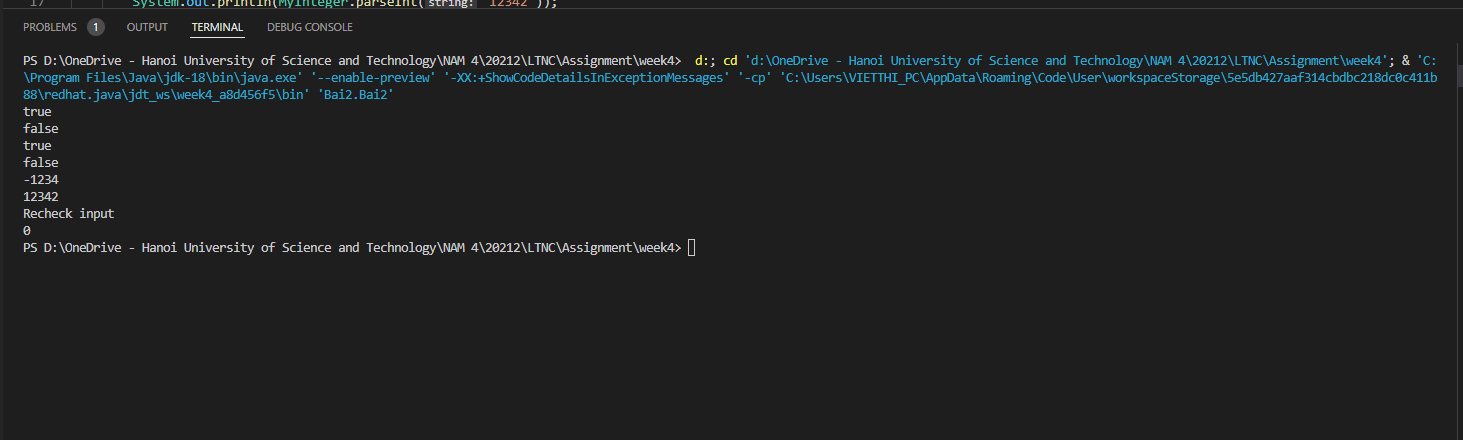 17 System.out.println(MyInteger.parseInt(string: "12342"));
PROBLEMS 1 OUTPUT TERMINAL DEBUG CONSOLE
PS D:\OneDrive - Hanoi University of Science and Technology\NAM 4\20212\LTNC\Assignment\week4> d:; cd 'd:\OneDrive - Hanoi University of Science and Technology\NAM 4\20212\LTNC\Assignment\week4'; & 'C:
\Program Files\Java\jdk-18\bin\java.exe' '--enable-preview' '-XX:+ShowCodeDetailsInExceptionMessages' '-cp' 'C:\Users\VIETTHI_PC\AppData\Roaming\Code\User\workspaceStorage\5e5db427aaf314cbdbc218dc0c411b
88\redhat.java\jdt_ws\week4_a8d456f5\bin' 'Bai2.Bai2'
true
false
true
false
-1234
12342
Recheck input
0
PS D:\OneDrive - Hanoi University of Science and Technology\NAM 4\20212\LTNC\Assignment\week4>